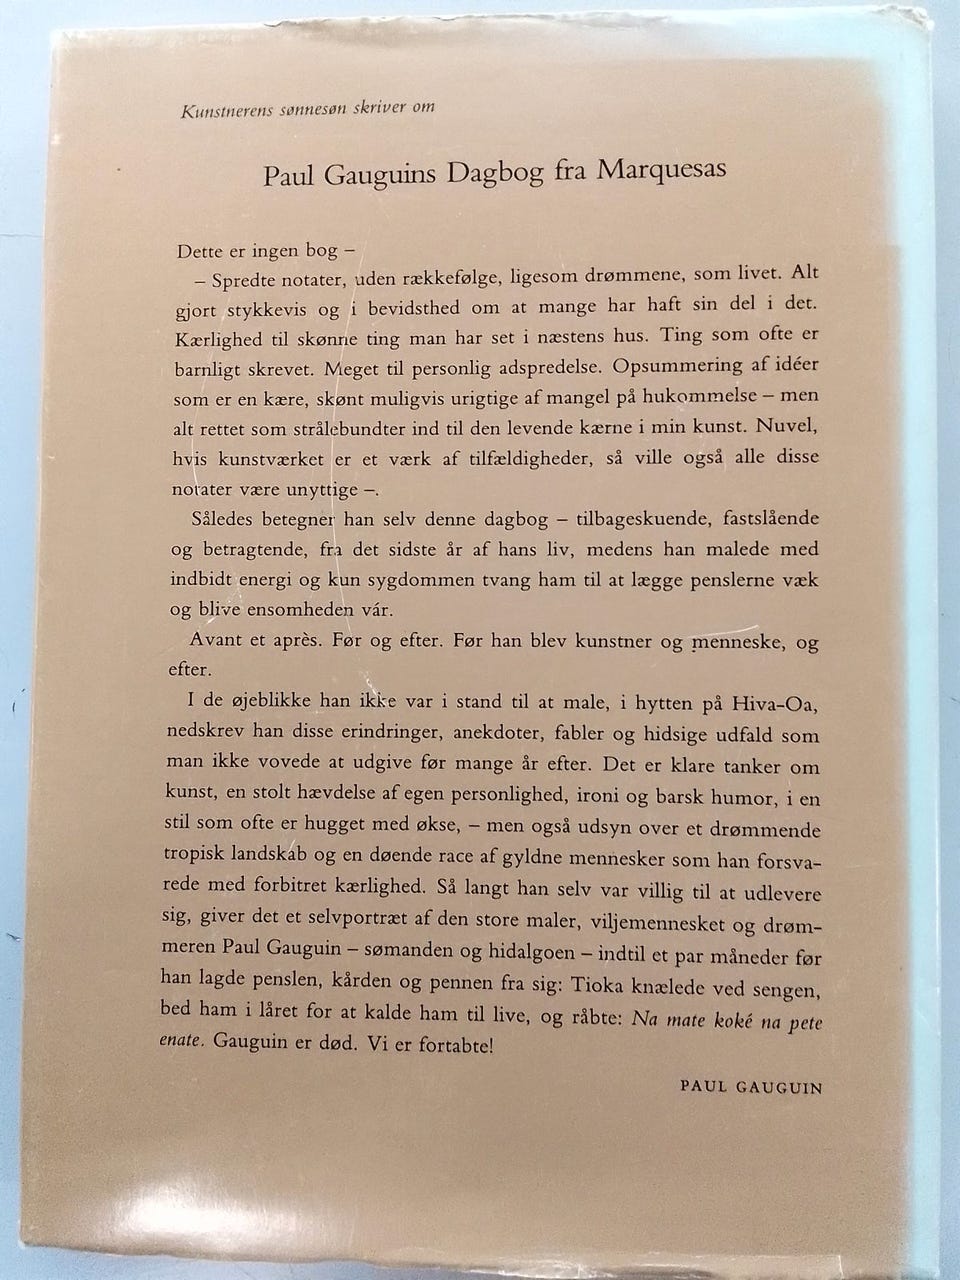 Kunstnerens sønnesøn skriver om
Paul Gauguins Dagbog fra Marquesas
Dette er ingen bog –
– Spredte notater, uden rækkefølge, ligesom drømmene, som livet. Alt
gjort stykkevis og i bevidsthed om at mange har haft sin del i det.
Kærlighed til skønne ting man har set i næstens hus. Ting som ofte er
barnligt skrevet. Meget til personlig adspredelse. Opsummering af idéer
som er en kære, skønt muligvis urigtige af mangel på hukommelse – men
alt rettet som strålebundter ind til den levende kærne i min kunst. Nuvel,
hvis kunstværket er et værk af tilfældigheder, så ville også alle disse
notater være unyttige –.
Således betegner han selv denne dagbog – tilbageskuende, fastslående
og betragtende, fra det sidste år af hans liv, medens han malede med
indbidt energi og kun sygdommen tvang ham til at lægge penslerne væk
og blive ensomheden vár.
Avant et après. Før og efter. Før han blev kunstner og menneske, og
efter.
I de øjeblikke han ikke var i stand til at male, i hytten på Hiva-Oa,
nedskrev han disse erindringer, anekdoter, fabler og hidsige udfald som
man ikke vovede at udgive før mange år efter. Det er klare tanker om
kunst, en stolt hævdelse af egen personlighed, ironi og barsk humor, i en
stil som ofte er hugget med økse, – men også udsyn over et drømmende
tropisk landskab og en døende race af gyldne mennesker som han forsva-
rede med forbitret kærlighed. Så langt han selv var villig til at udlevere
sig, giver det et selvportræt af den store maler, viljemennesket og drøm-
meren Paul Gauguin – sømanden og hidalgoen – indtil et par måneder før
han lagde penslen, kården og pennen fra sig: Tioka knælede ved sengen,
bed ham i låret for at kalde ham til live, og råbte: Na mate koké na pete
enate. Gauguin er død. Vi er fortabte!
PAUL GAUGUIN